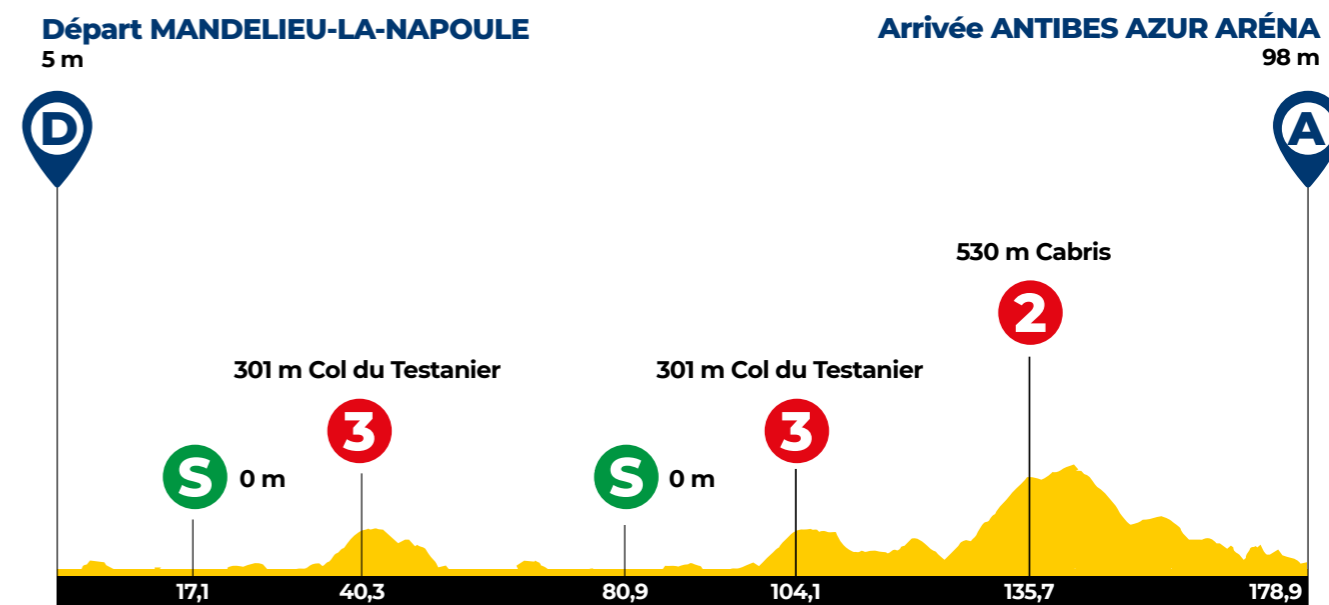 Départ MANDELIEU-LA-NAPOULE
5 m
Arrivée ANTIBES AZUR ARÉNA
98 m
D
A
530 m Cabris
2
301 m Col du Testanier
3
301 m Col du Testanier
3
S 0 m
S 0 m
17,1 40,3 80,9 104,1 135,7 178,9